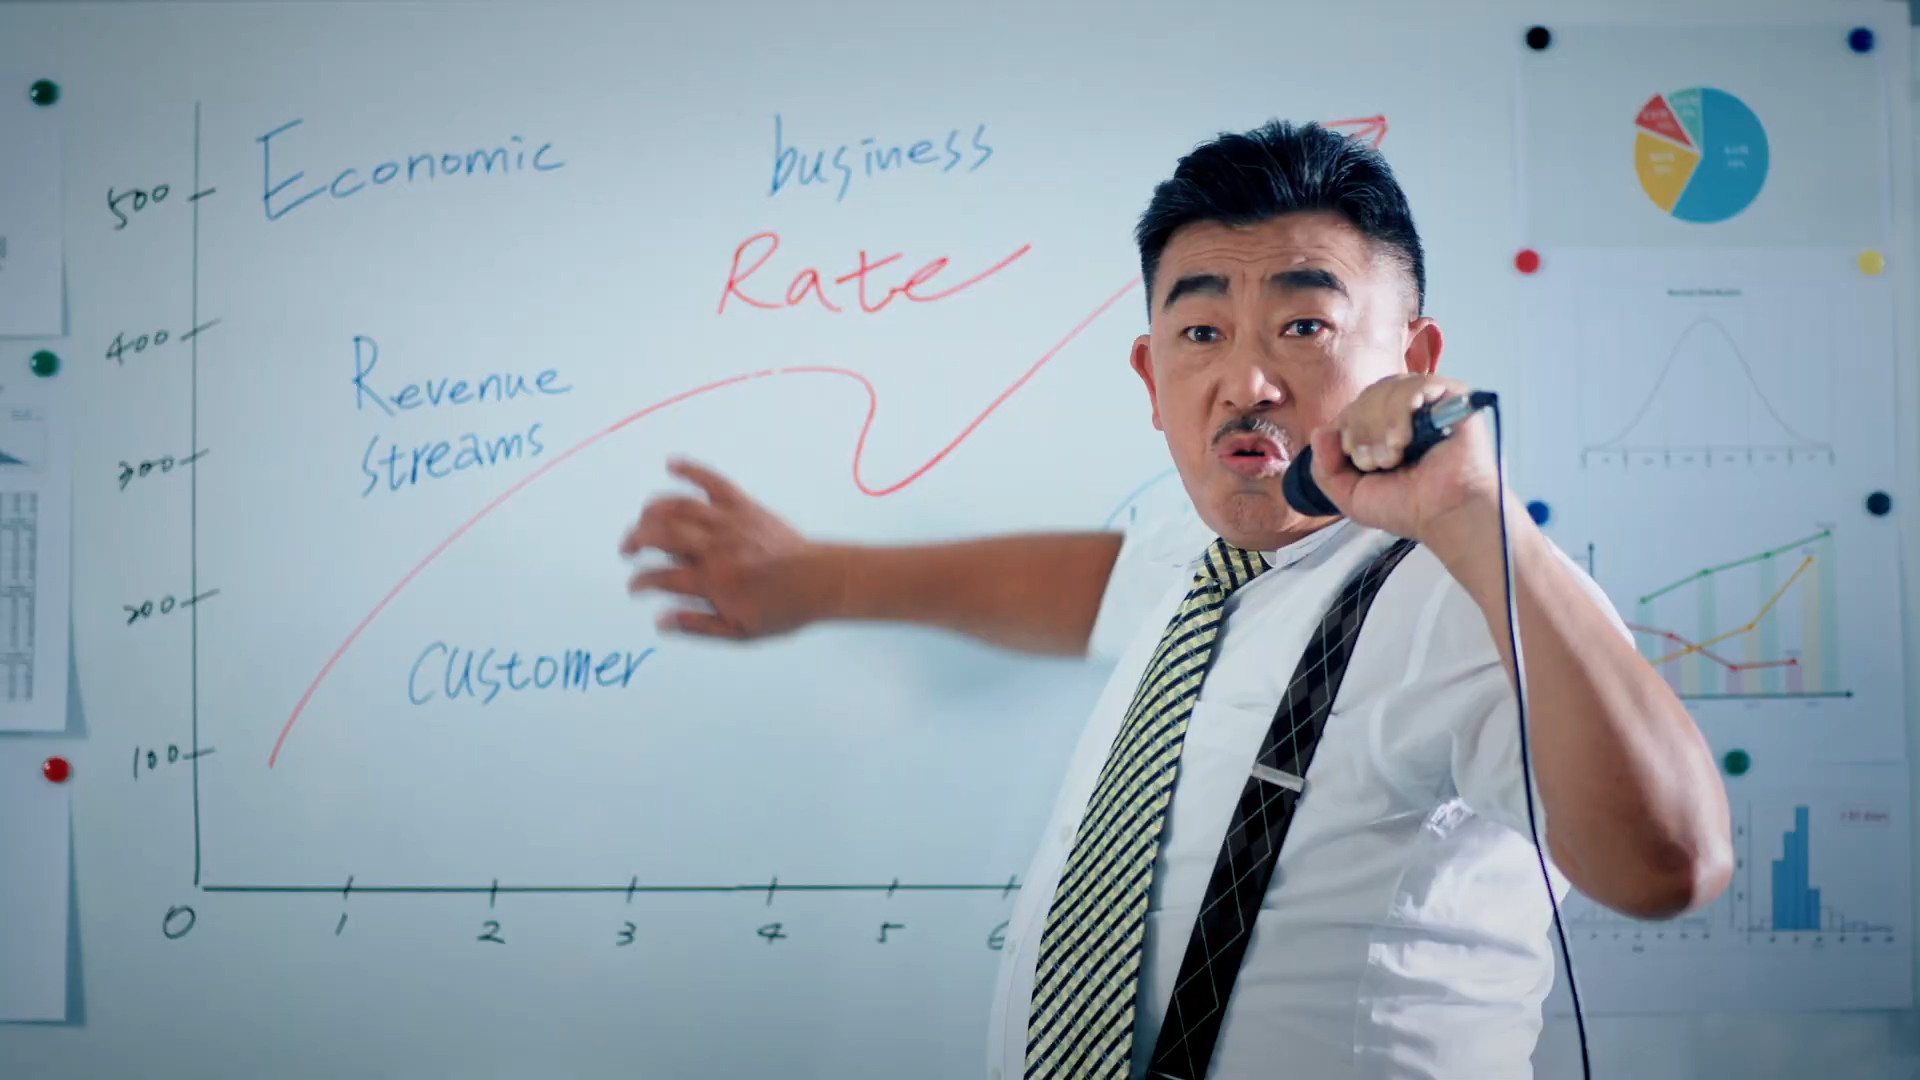 Economic
business
Rate
500
400
Revenue
streams
300
200
customer
100
0 1 2 3 4 5 6